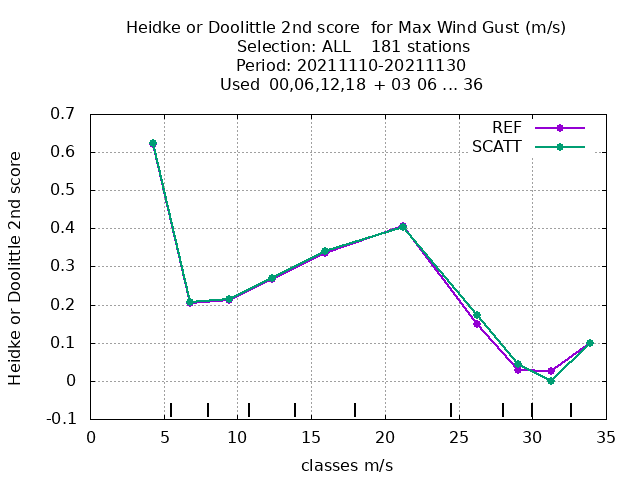 Heidke or Doolittle 2nd score  for Max Wind Gust (m/s)
Selection: ALL    181 stations
Period: 20211110-20211130
Used  00,06,12,18  + 03 06 ... 36
REF
SCATT
0.7
0.6
0.5
0.4
0.3
0.2
0.1
0
-0.1
Heidke or Doolittle 2nd score
0 5 10 15 20 25 30 35
classes m/s